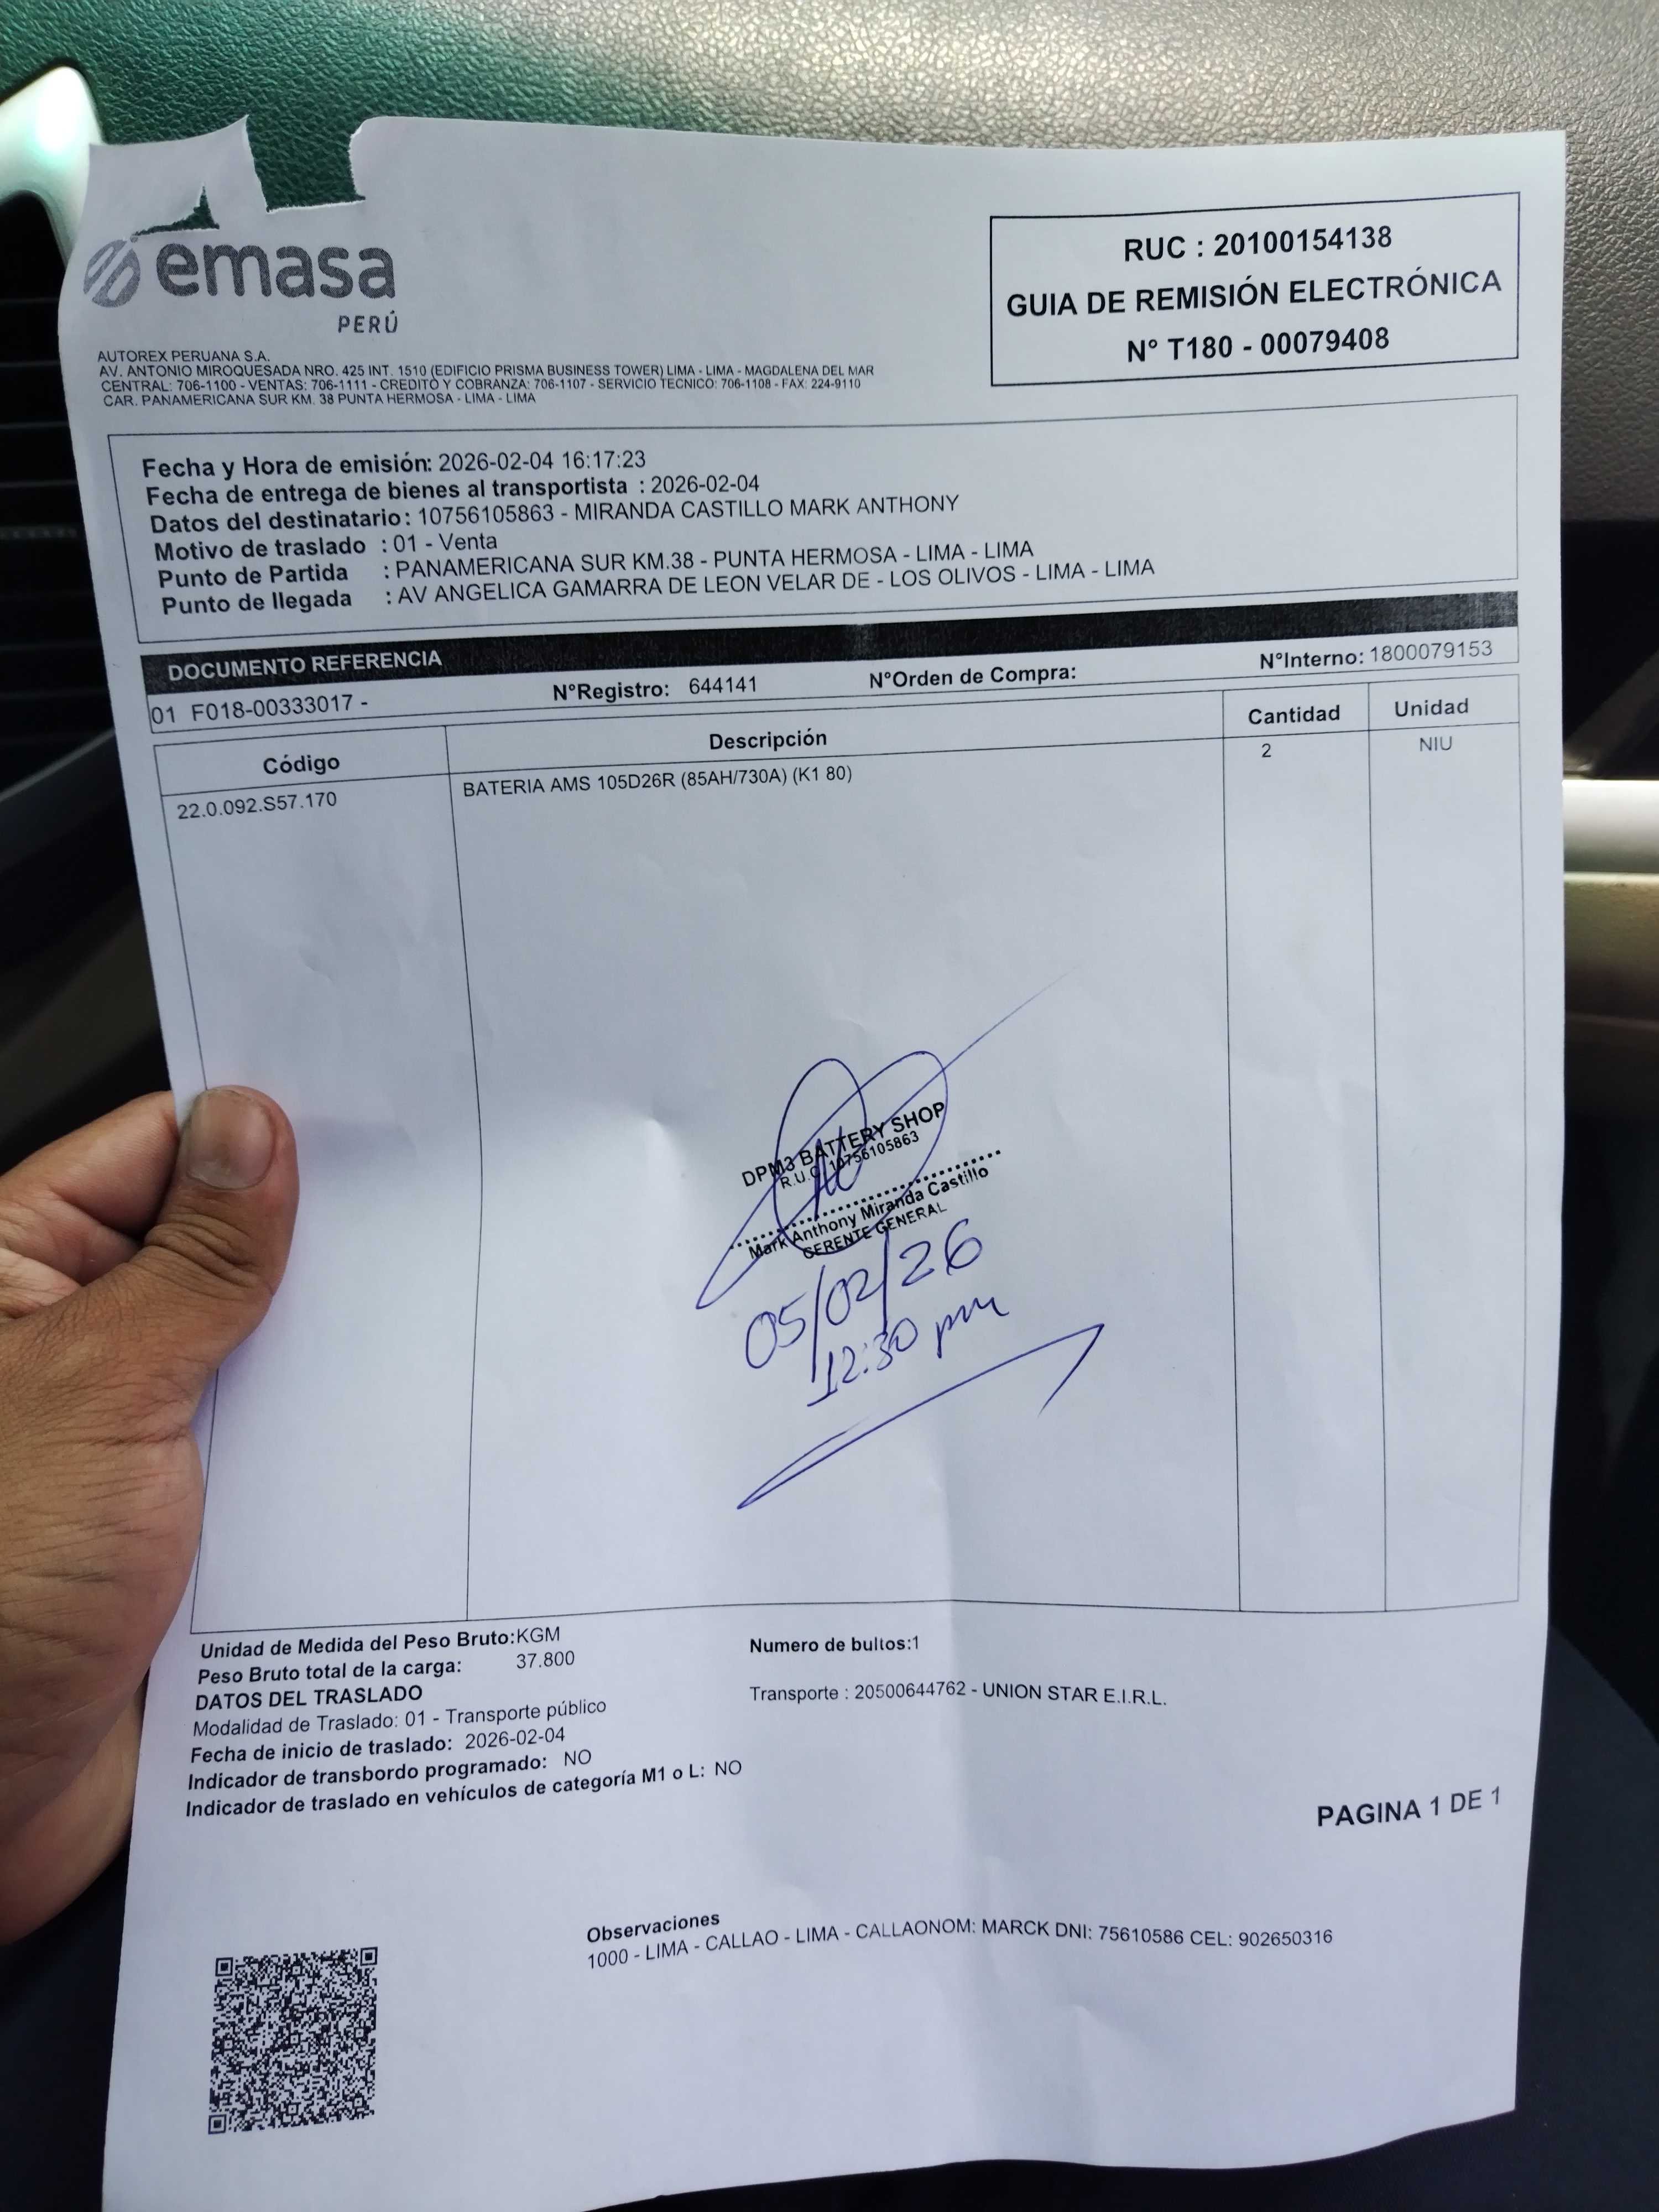 emasa
PERÚ
RUC : 20100154138
GUIA DE REMISIÓN ELECTRÓNICA
N° T180 - 00079408
AUTOREX PERUANA S.A.
AV. ANTONIO MIROQUESADA NRO. 425 INT. 1510 (EDIFICIO PRISMA BUSINESS TOWER) LIMA - LIMA - MAGDALENA DEL MAR
CENTRAL: 706-1100 - VENTAS: 706-1111 - CREDITO Y COBRANZA: 706-1107 - SERVICIO TECNICO: 706-1108 - FAX: 224-9110
CAR. PANAMERICANA SUR KM. 38 PUNTA HERMOSA - LIMA - LIMA
Fecha y Hora de emisión: 2026-02-04 16:17:23
Fecha de entrega de bienes al transportista : 2026-02-04
Datos del destinatario: 10756105863 - MIRANDA CASTILLO MARK ANTHONY
Motivo de traslado : 01 - Venta
Punto de Partida : PANAMERICANA SUR KM.38 - PUNTA HERMOSA - LIMA - LIMA
Punto de llegada : AV ANGELICA GAMARRA DE LEON VELAR DE - LOS OLIVOS - LIMA - LIMA
DOCUMENTO REFERENCIA
01 F018-00333017 - N°Registro: 644141 N°Orden de Compra: N°Interno: 1800079153
Código Descripción Cantidad Unidad
22.0.092.S57.170 BATERIA AMS 105D26R (85AH/730A) (K1 80) 2 NIU
DPM3 BATTERY SHOP
R.U.C. 10756105863
Mark Anthony Miranda Castillo
GERENTE GENERAL
05/02/26
12:30 pm
Unidad de Medida del Peso Bruto:KGM Numero de bultos:1
Peso Bruto total de la carga: 37.800
DATOS DEL TRASLADO Transporte : 20500644762 - UNION STAR E.I.R.L.
Modalidad de Traslado: 01 - Transporte público
Fecha de inicio de traslado: 2026-02-04
Indicador de transbordo programado: NO
Indicador de traslado en vehículos de categoría M1 o L: NO
PAGINA 1 DE 1
Observaciones
1000 - LIMA - CALLAO - LIMA - CALLAONOM: MARCK DNI: 75610586 CEL: 902650316